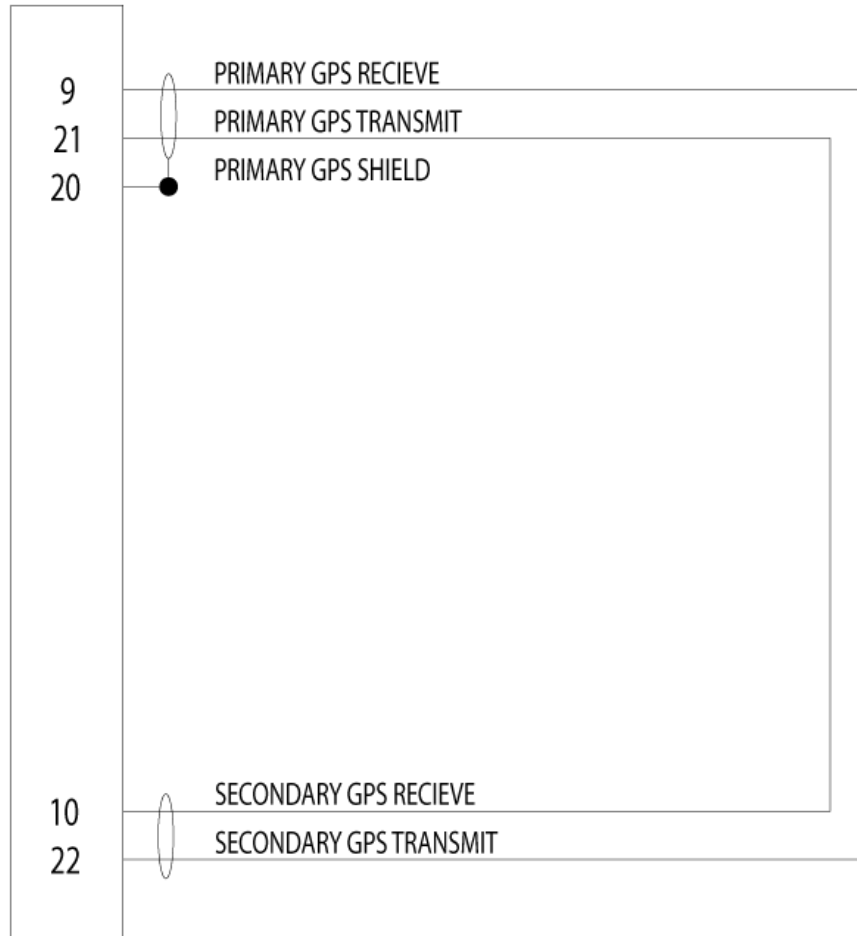 9 PRIMARY GPS RECIEVE
21 PRIMARY GPS TRANSMIT
20 PRIMARY GPS SHIELD
10 SECONDARY GPS RECIEVE
22 SECONDARY GPS TRANSMIT